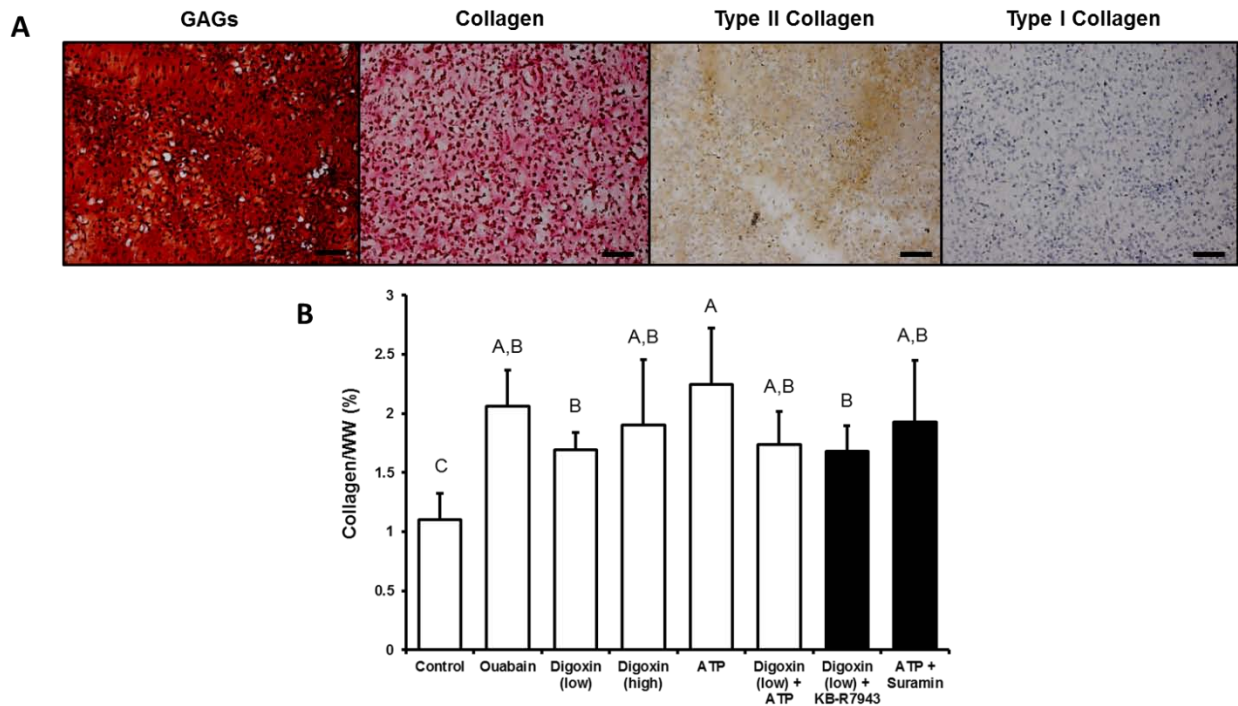 A
GAGs
Collagen
Type II Collagen
Type I Collagen
B
Collagen/WW (%)
3
2.5
2
1.5
1
0.5
0
C
A,B
B
A,B
A
A,B
B
A,B
Control
Ouabain
Digoxin
(low)
Digoxin
(high)
ATP
Digoxin
(low) +
ATP
Digoxin
(low) +
KB-R7943
ATP +
Suramin